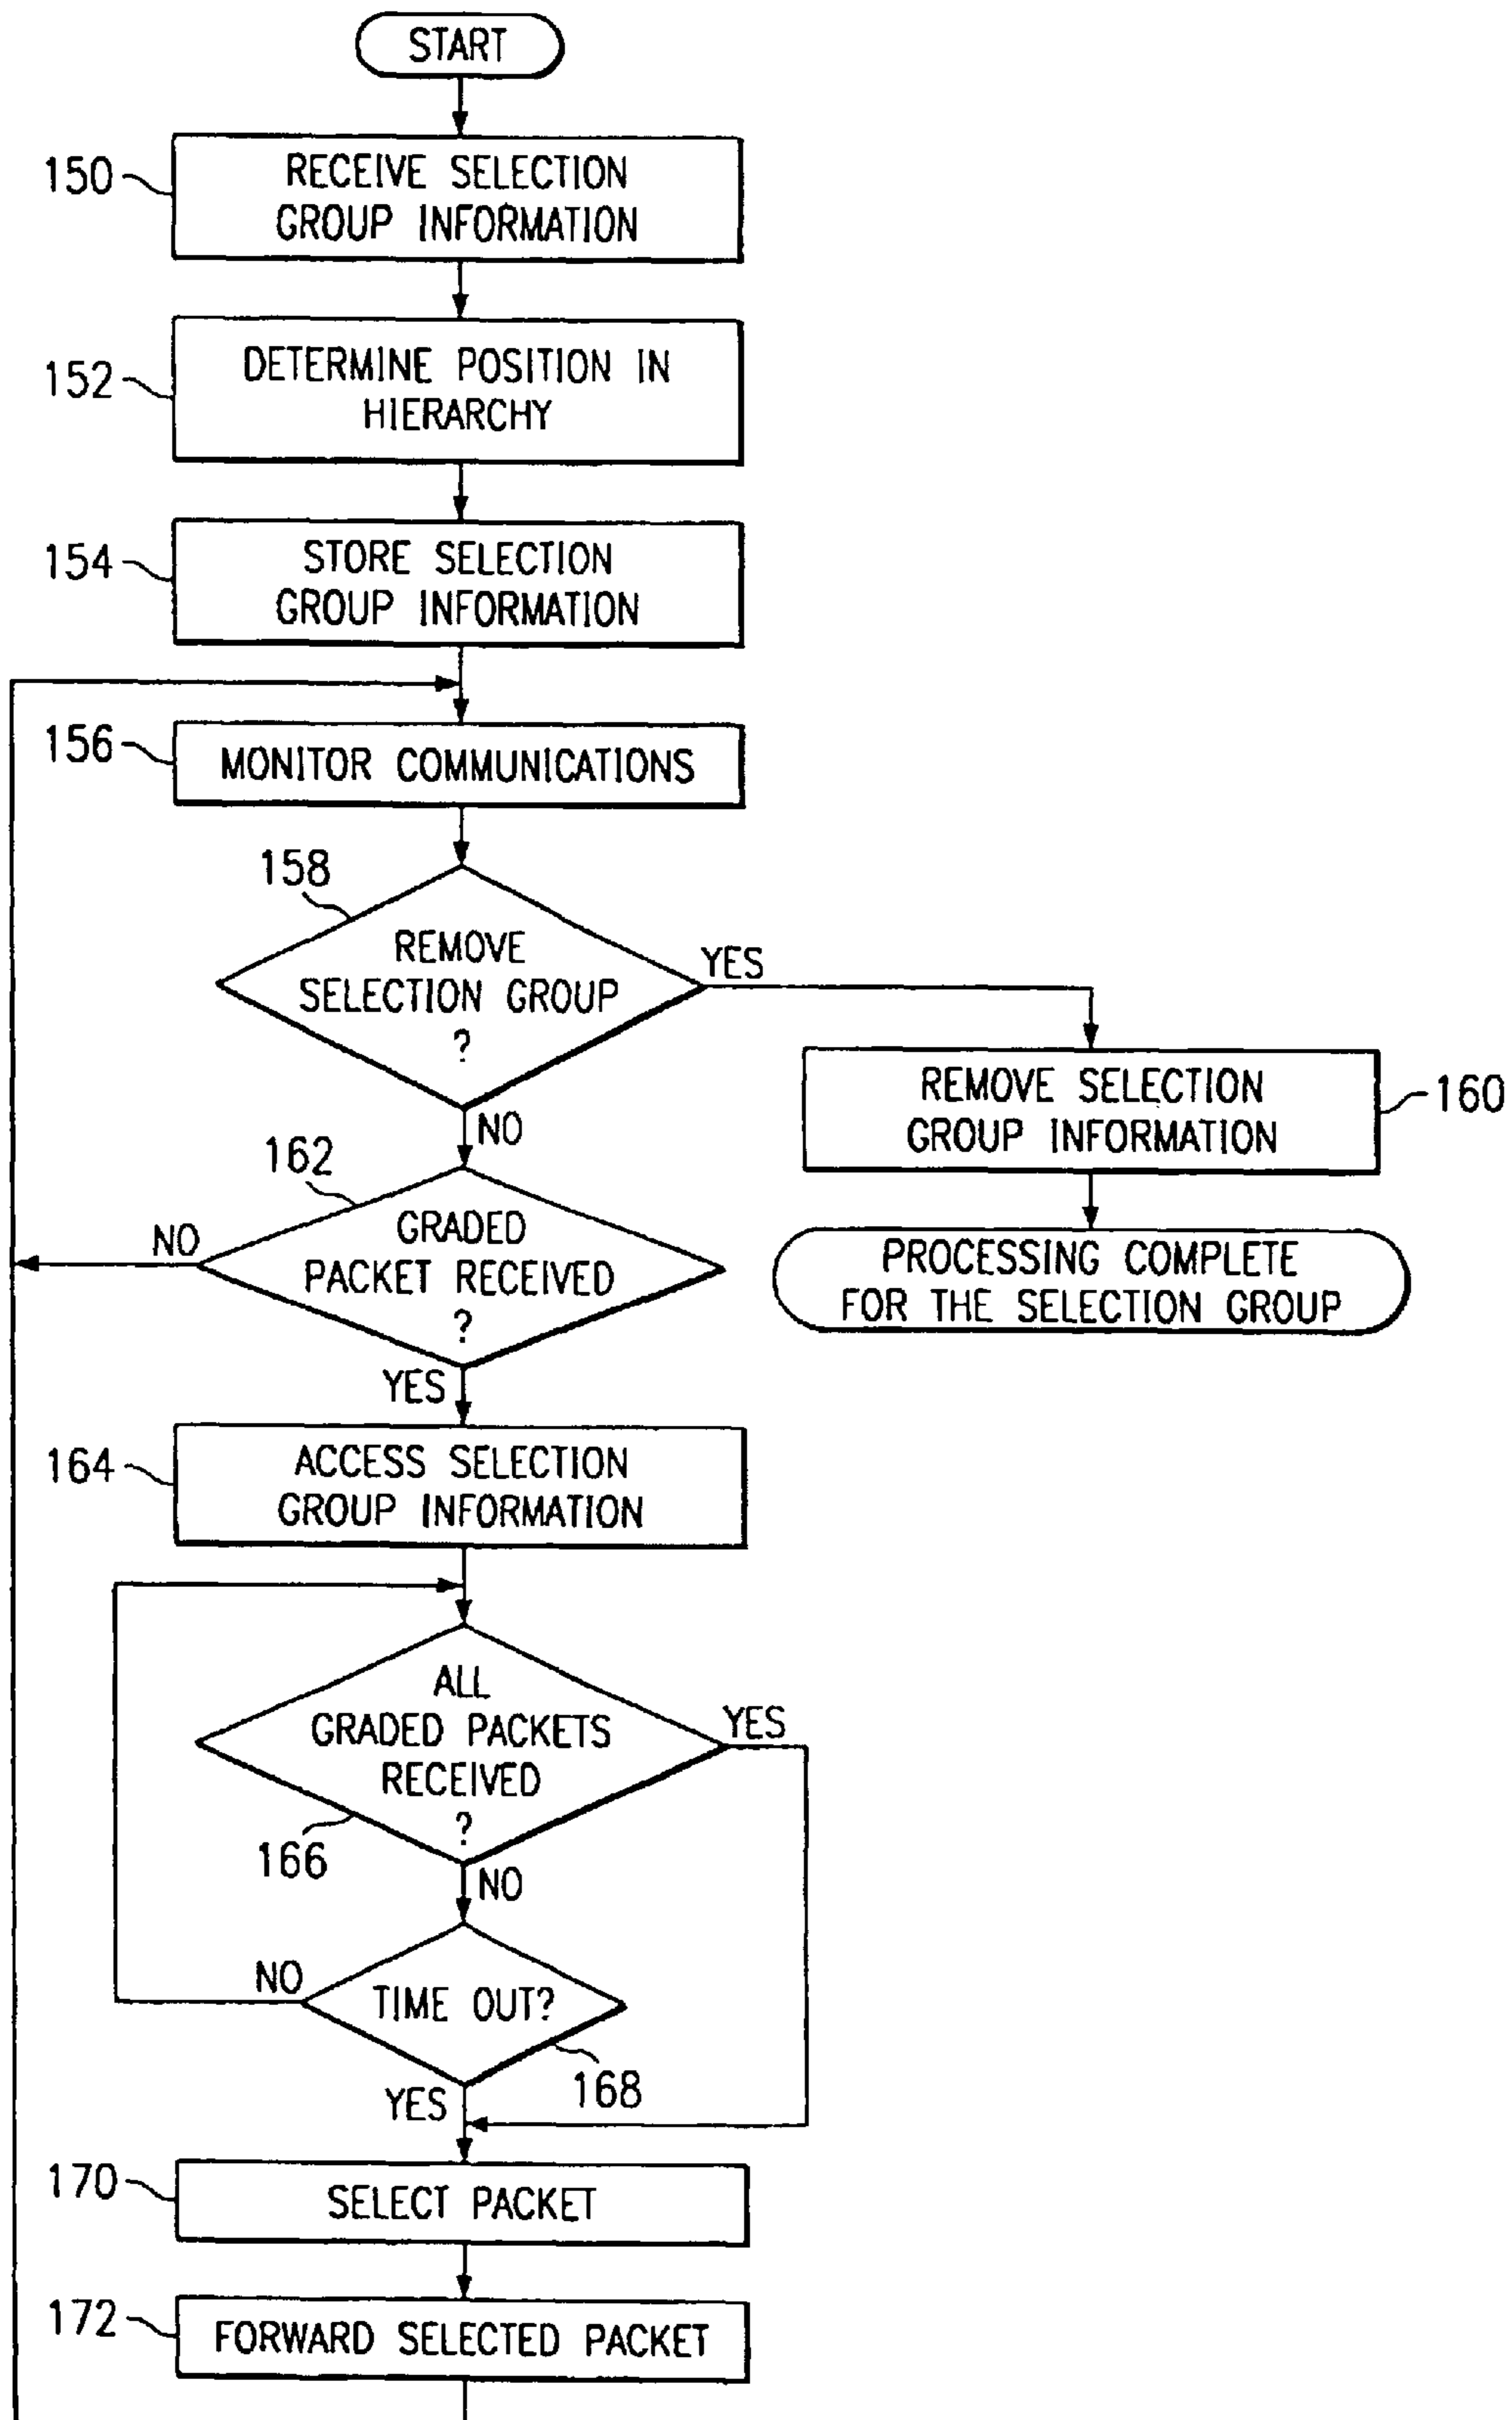 START
150
RECEIVE SELECTION
GROUP INFORMATION
152
DETERMINE POSITION IN
HIERARCHY
154
STORE SELECTION
GROUP INFORMATION
156
MONITOR COMMUNICATIONS
158
REMOVE
SELECTION GROUP
?
YES
NO
REMOVE SELECTION
GROUP INFORMATION
160
PROCESSING COMPLETE
FOR THE SELECTION GROUP
162
GRADED
PACKET RECEIVED
?
NO
YES
164
ACCESS SELECTION
GROUP INFORMATION
ALL
GRADED PACKETS
RECEIVED
?
YES
166
NO
TIME OUT?
NO
168
YES
170
SELECT PACKET
172
FORWARD SELECTED PACKET